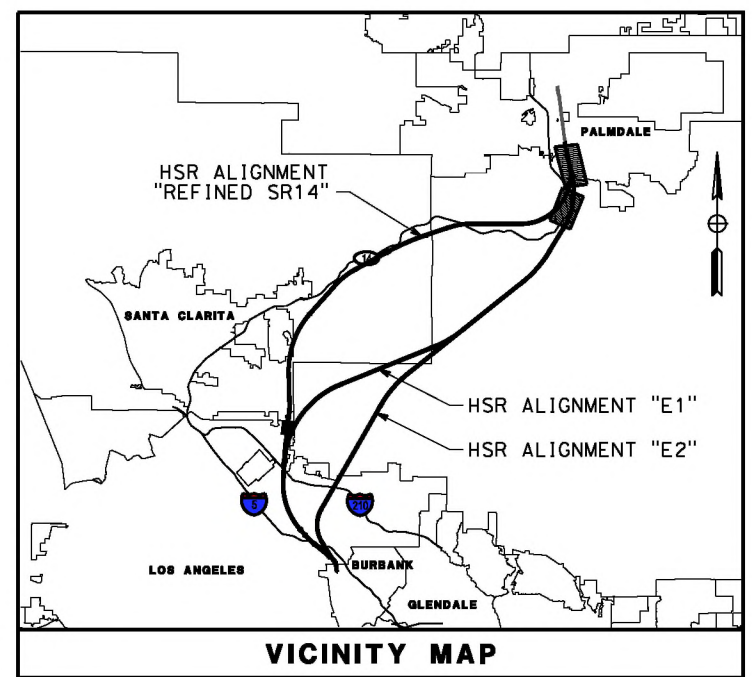 PALMDALE
HSR ALIGNMENT
"REFINED SR14"
14
SANTA CLARITA
HSR ALIGNMENT "E1"
HSR ALIGNMENT "E2"
5
210
LOS ANGELES
BURBANK
GLENDALE
VICINITY MAP